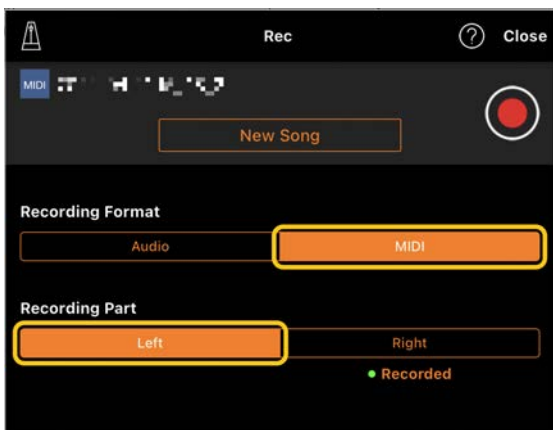 Rec
? Close
MIDI
New Song
Recording Format
Audio MIDI
Recording Part
Left Right
Recorded